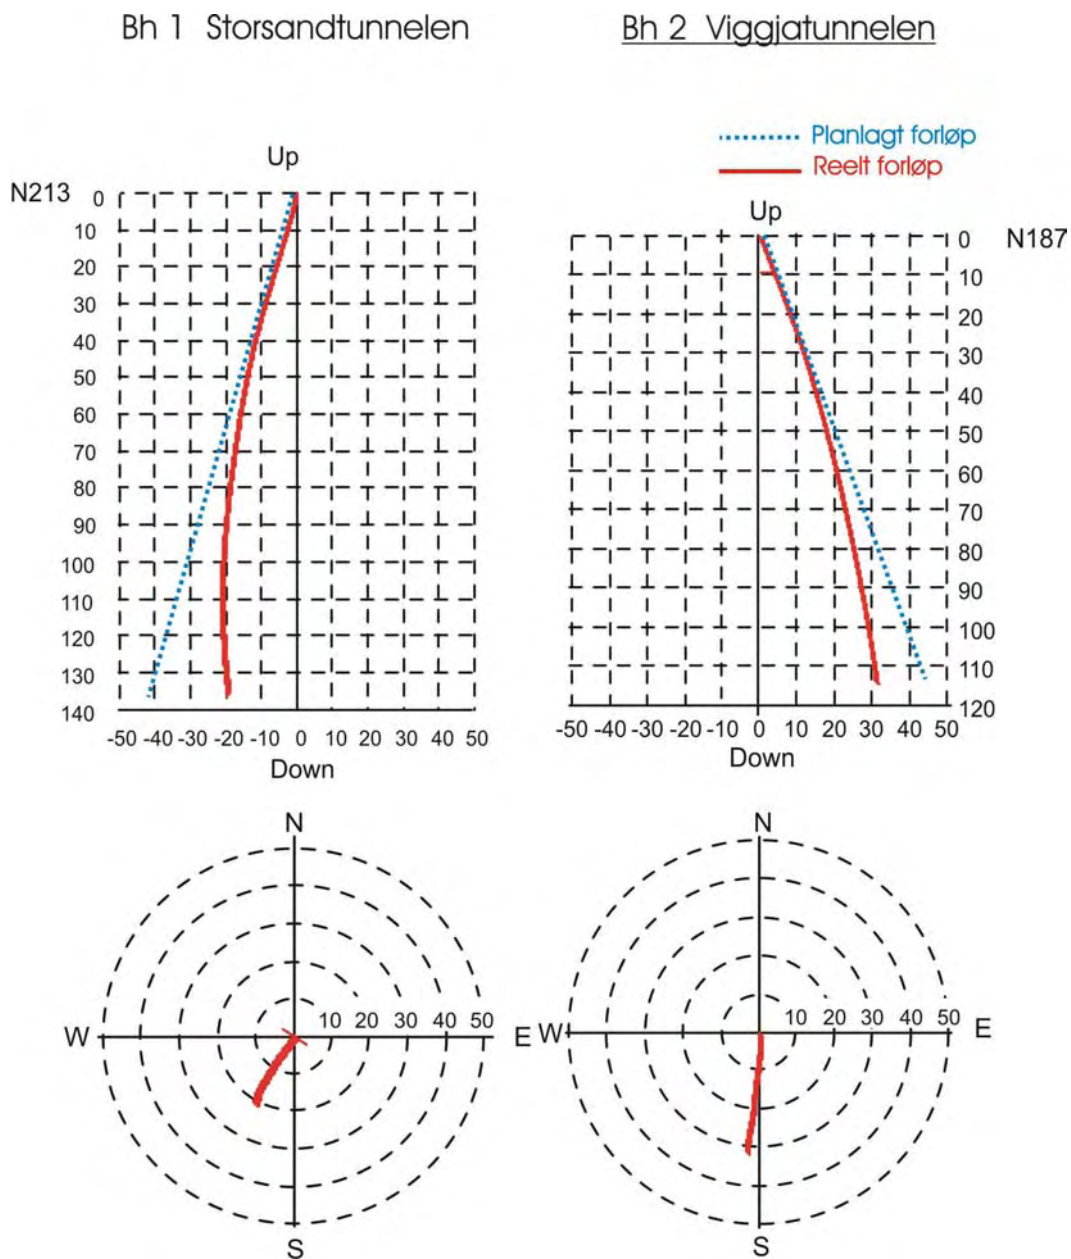 Bh 1 Storsandtunnelen
Bh 2 Viggjatunnelen
Planlagt forløp
Reelt forløp
Up
N213
0
10
20
30
40
50
60
70
80
90
100
110
120
130
140
-50 -40 -30 -20 -10 0 10 20 30 40 50
Down
Up
N187
0
10
20
30
40
50
60
70
80
90
100
110
120
-50 -40 -30 -20 -10 0 10 20 30 40 50
Down
N
W
10 20 30 40 50
E
S
N
W
10 20 30 40 50
E
S